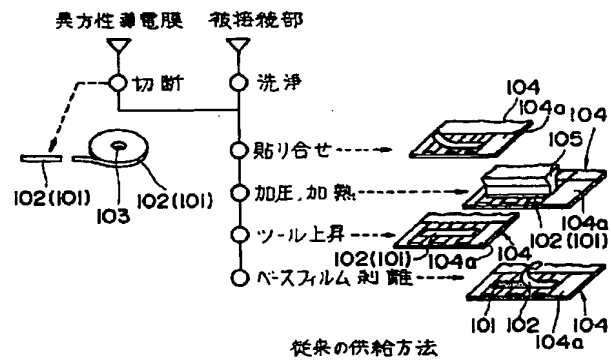 異方性導電膜
被接続部
切断
洗浄
102(101)
103
102(101)
貼り合せ
104
104a
加圧、加熱
104
105
104a
102(101)
ツール上昇
102(101)
104a
104
ベースフィルム剥離
101
102
104
104a
従来の供給方法